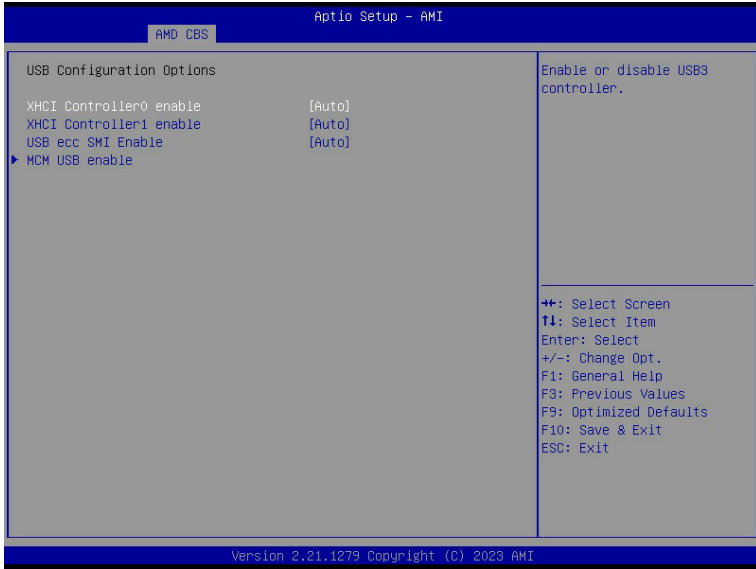 Aptio Setup – AMI
AMD CBS
USB Configuration Options
XHCI Controller0 enable [Auto]
XHCI Controller1 enable [Auto]
USB ecc SMI Enable [Auto]
MCM USB enable
Enable or disable USB3
controller.
→←: Select Screen
↑↓: Select Item
Enter: Select
+/-: Change Opt.
F1: General Help
F3: Previous Values
F9: Optimized Defaults
F10: Save & Exit
ESC: Exit
Version 2.21.1279 Copyright (C) 2023 AMI